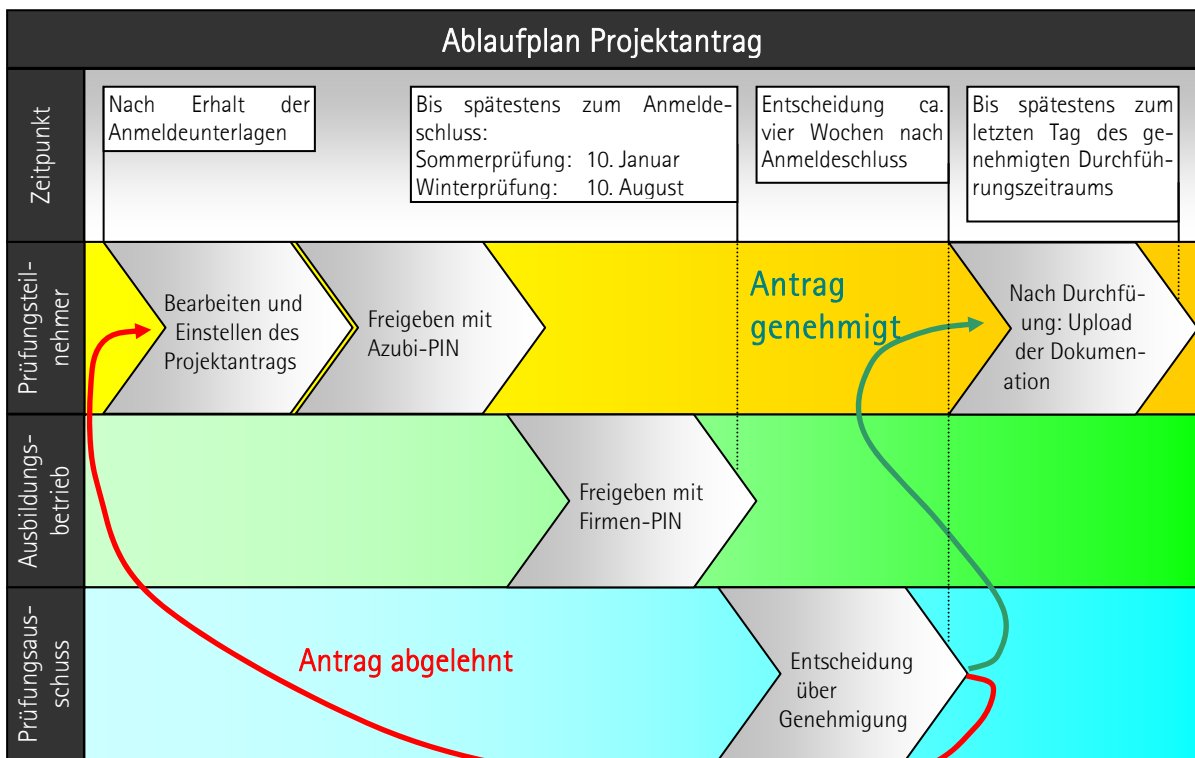 Ablaufplan Projektantrag
Zeitpunkt
Nach Erhalt der
Anmeldeunterlagen
Bis spätestens zum Anmelde-
schluss:
Sommerprüfung: 10. Januar
Winterprüfung: 10. August
Entscheidung ca.
vier Wochen nach
Anmeldeschluss
Bis spätestens zum
letzten Tag des ge-
nehmigten Durchfüh-
rungszeitraums
Prüfungsteil-
nehmer
Bearbeiten und
Einstellen des
Projektantrags
Freigeben mit
Azubi-PIN
Antrag
genehmigt
Nach Durchfü-
ung: Upload
der Dokumen-
ation
Ausbildungs-
betrieb
Freigeben mit
Firmen-PIN
Prüfungsaus-
schuss
Antrag abgelehnt
Entscheidung
über
Genehmigung